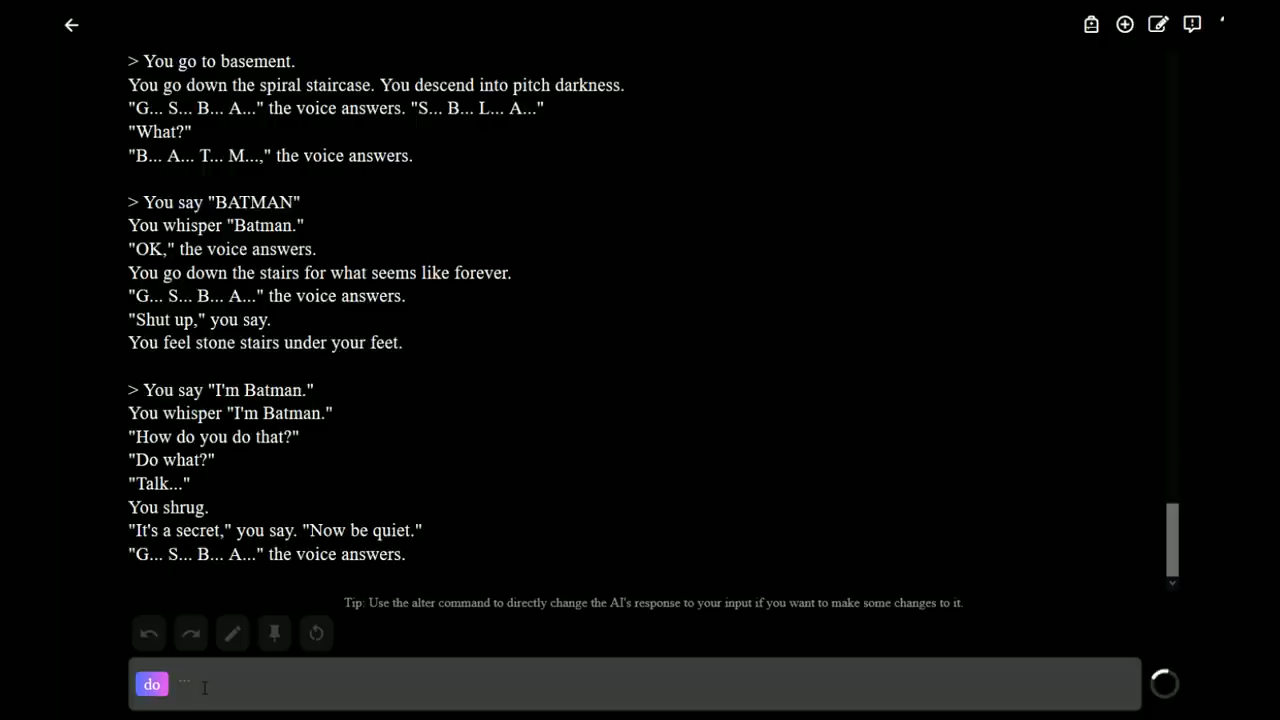 > You go to basement.
You go down the spiral staircase. You descend into pitch darkness.
"G... S... B... A..." the voice answers. "S... B... L... A..."
"What?"
"B... A... T... M...," the voice answers.
> You say "BATMAN"
You whisper "Batman."
"OK," the voice answers.
You go down the stairs for what seems like forever.
"G... S... B... A..." the voice answers.
"Shut up," you say.
You feel stone stairs under your feet.
> You say "I'm Batman."
You whisper "I'm Batman."
"How do you do that?"
"Do what?"
"Talk..."
You shrug.
"It's a secret," you say. "Now be quiet."
"G... S... B... A..." the voice answers.
Tip: Use the alter command to directly change the AI's response to your input if you want to make some changes to it.
do ...